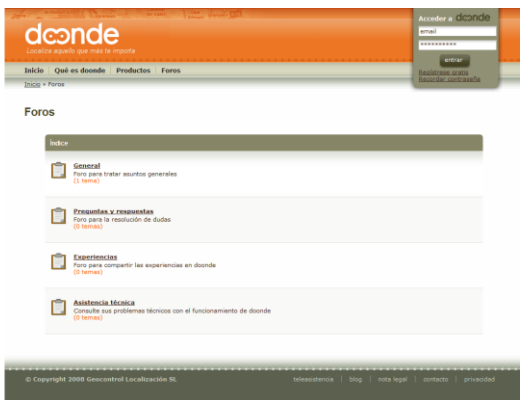 doonde
Localiza aquello que más te importa
Acceder a doonde
email
**********
entrar
Regístrese gratis
Recordar contraseña
Inicio Qué es doonde Productos Foros
Inicio » Foros
Foros
Índice
General
Foro para tratar asuntos generales
(1 tema)
Preguntas y respuestas
Foro para la resolución de dudas
(0 temas)
Experiencias
Foro para compartir las experiencias en doonde
(0 temas)
Asistencia técnica
Consulte sus problemas técnicos con el funcionamiento de doonde
(0 temas)
© Copyright 2008 Geocontrol Localización SL
teleasistencia | blog | nota legal | contacto | privacidad